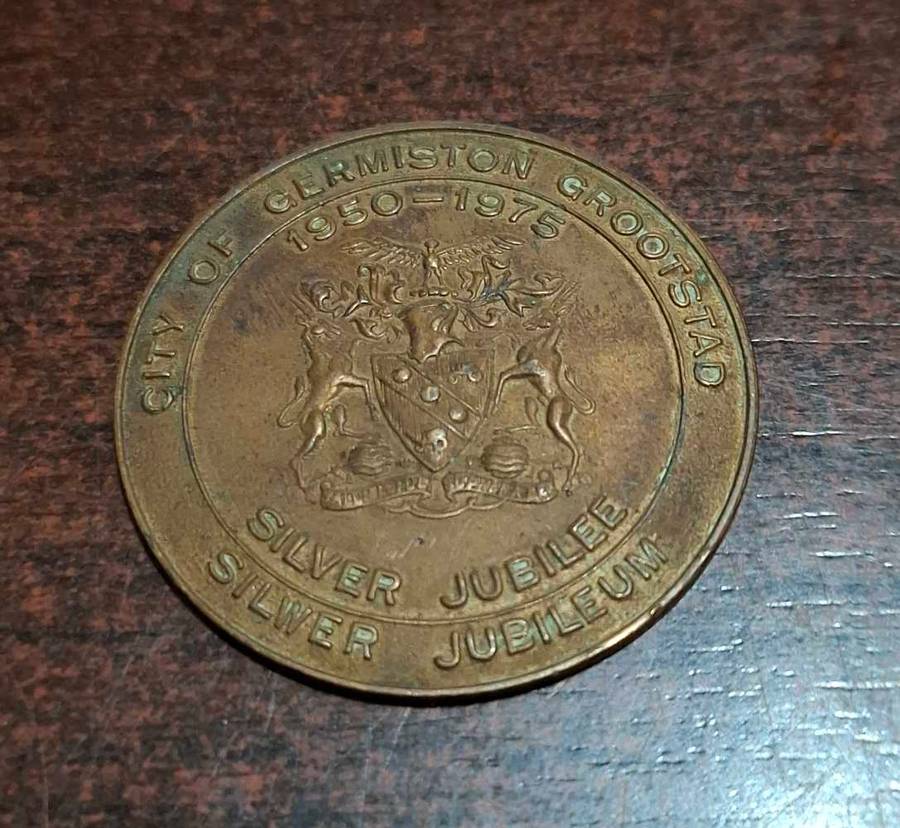 CITY OF GERMISTON GROOTSTAD
1950–1975
SILVER JUBILEE
SILWER JUBILEUM